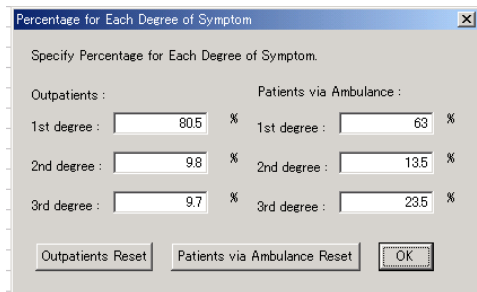 Percentage for Each Degree of Symptom
Specify Percentage for Each Degree of Symptom.
Outpatients :
1st degree : 80.5 %
2nd degree : 9.8 %
3rd degree : 9.7 %
Patients via Ambulance :
1st degree : 63 %
2nd degree : 13.5 %
3rd degree : 23.5 %
Outpatients Reset
Patients via Ambulance Reset
OK